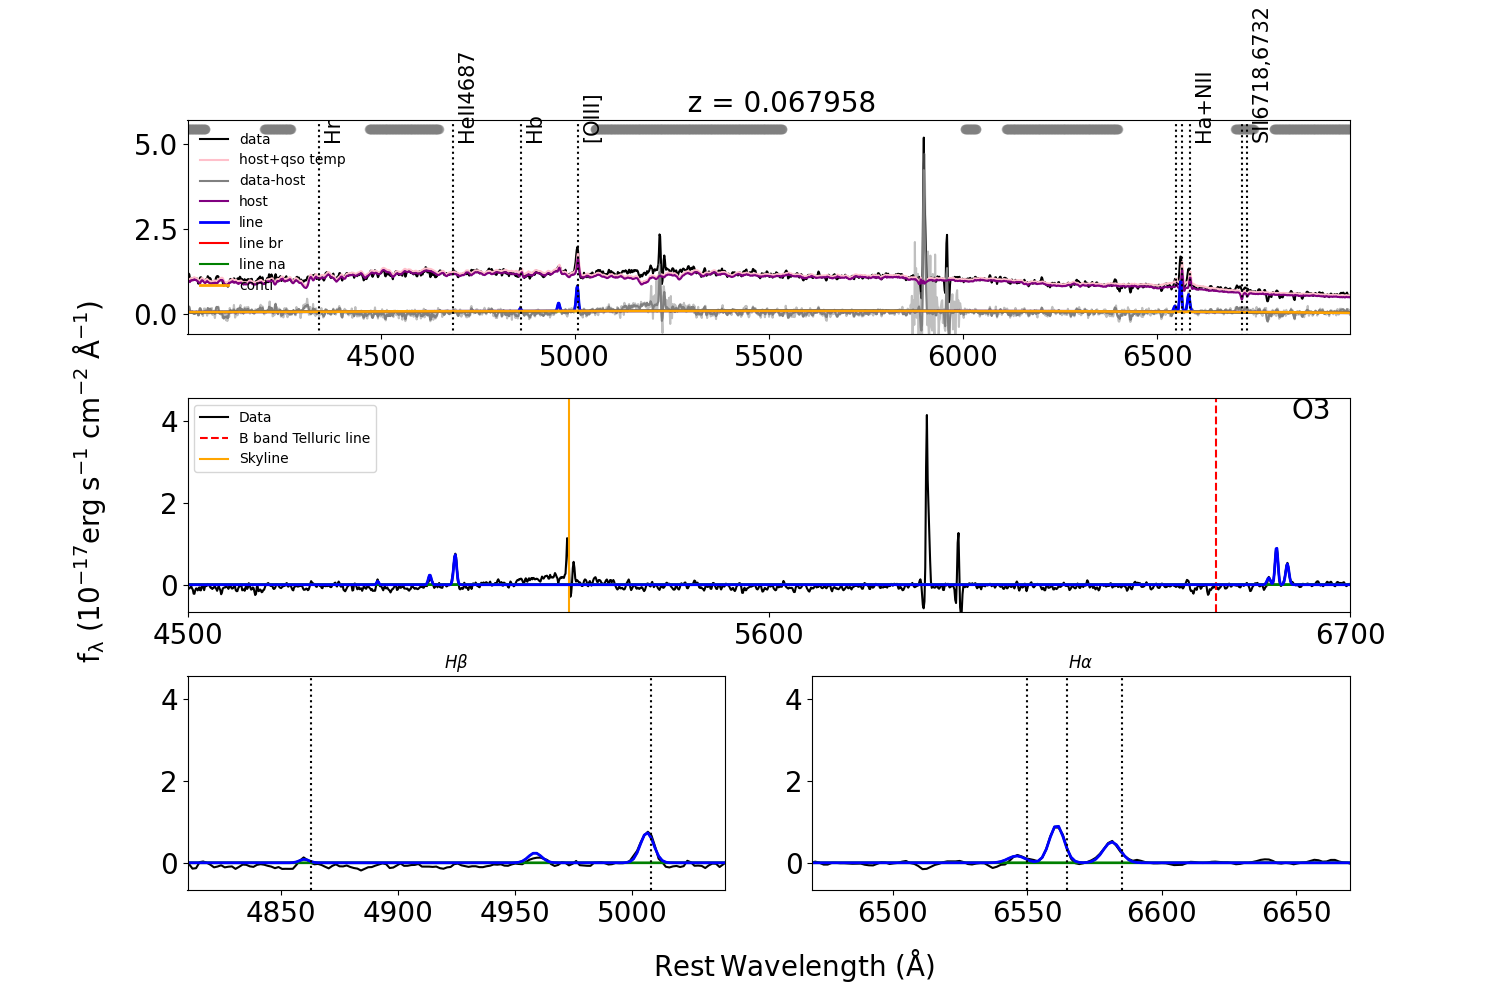 z = 0.067958
Hr
HeII4687
Hb
[OIII]
Ha+NII
SII6718,6732
data
host+qso temp
data-host
host
line
line br
line na
conti
5.0
2.5
0.0
4500 5000 5500 6000 6500
fλ (10⁻¹⁷erg s⁻¹ cm⁻² Å⁻¹)
O3
Data
B band Telluric line
Skyline
4
2
0
4500 5600 6700
Hβ
4
2
0
4850 4900 4950 5000
Hα
4
2
0
6500 6550 6600 6650
Rest Wavelength (Å)